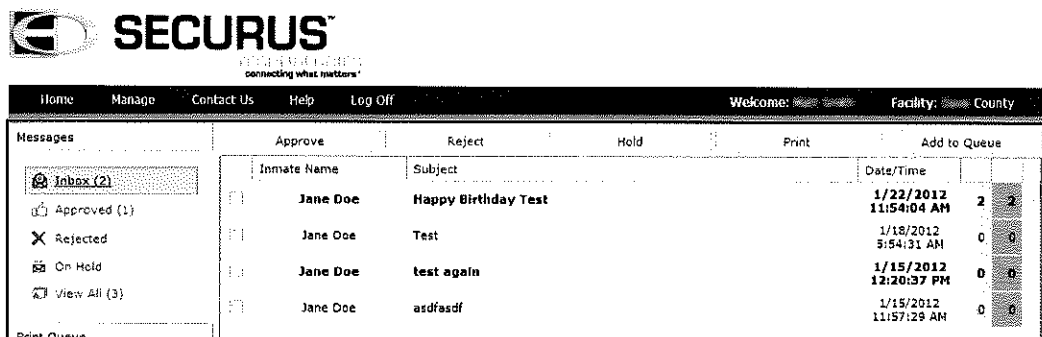 SECURUS™
connecting what matters™
Home Manage Contact Us Help Log Off Welcome: Facility: County
Messages Approve Reject Hold Print Add to Queue
Inmate Name Subject Date/Time
Inbox (2)
Approved (1)
Rejected
On Hold
View All (3)
Jane Doe Happy Birthday Test 1/22/2012 2 2
11:54:04 AM
Jane Doe Test 1/18/2012 0 0
5:54:31 AM
Jane Doe test again 1/15/2012 0 0
12:20:37 PM
Jane Doe asdfasdf 1/15/2012 0 0
11:57:29 AM
Print Queue